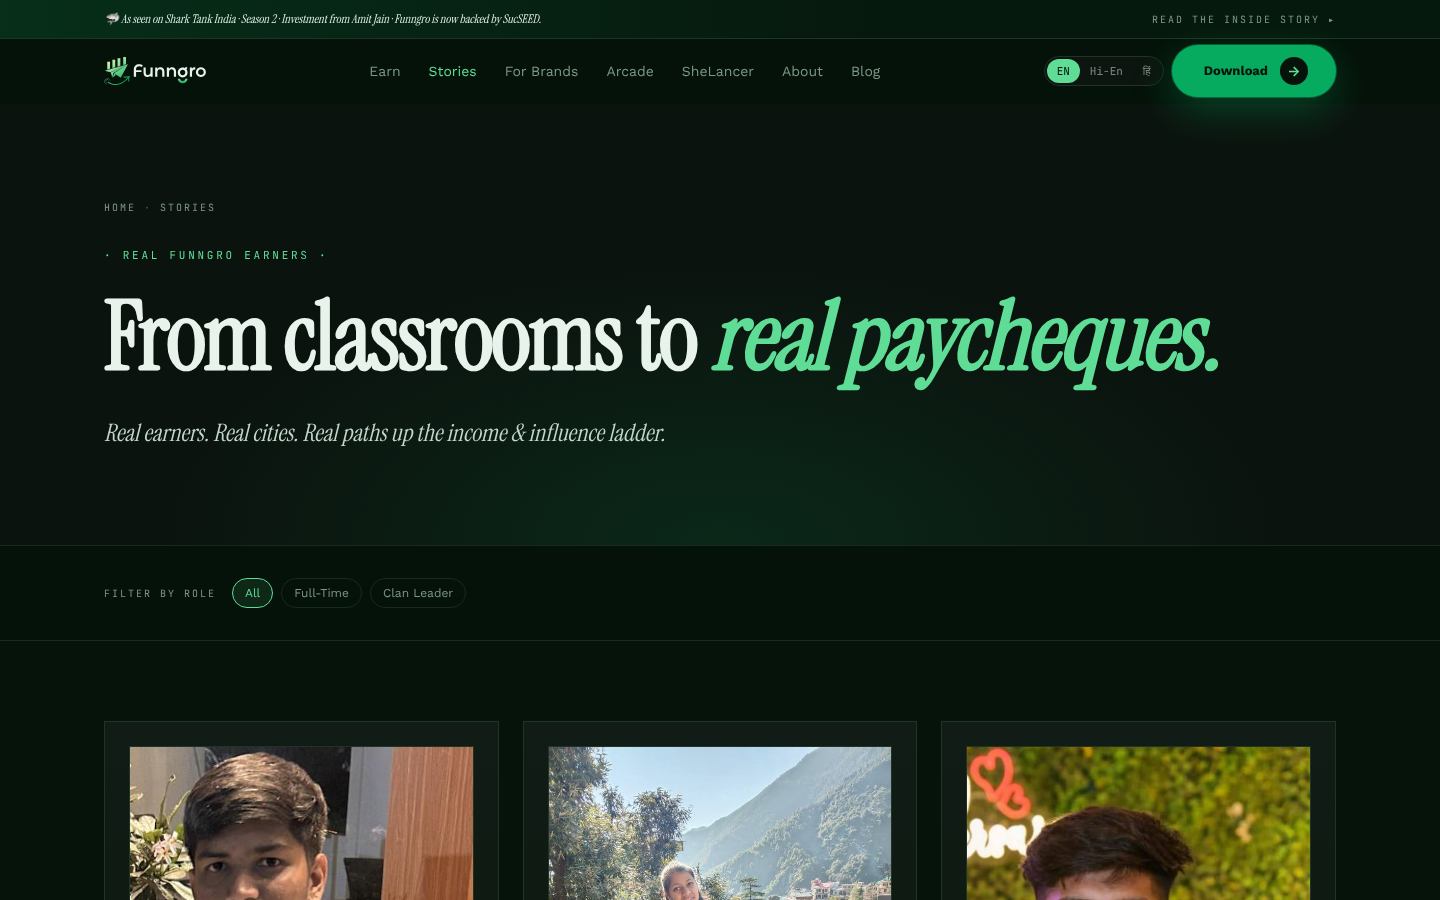 🦈 As seen on Shark Tank India · Season 2 · Investment from Amit Jain · Funngro is now backed by SucSEED.
READ THE INSIDE STORY ▸
Funngro
Earn
Stories
For Brands
Arcade
SheLancer
About
Blog
EN
Hi-En
हिं
Download →
HOME · STORIES
· REAL FUNNGRO EARNERS ·
From classrooms to real paycheques.
Real earners. Real cities. Real paths up the income & influence ladder.
FILTER BY ROLE
All
Full-Time
Clan Leader